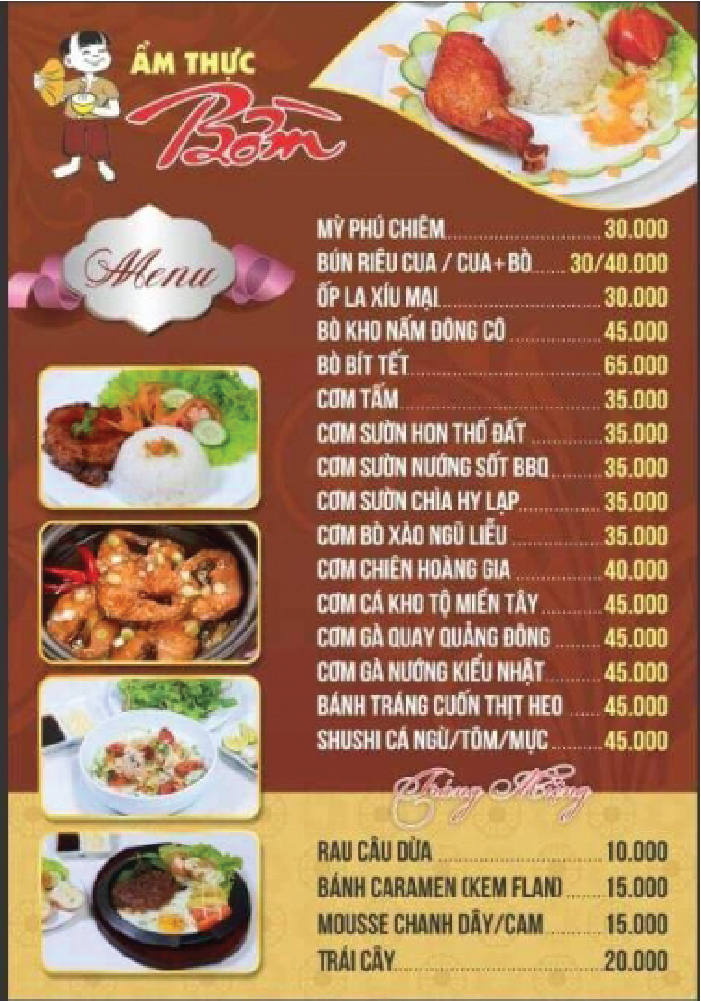 ẨM THỰC
Bờm
Menu
MỲ PHÚ CHIÊM 30.000
BÚN RIÊU CUA / CUA+BÒ 30/40.000
ỐP LA XÍU MẠI 30.000
BÒ KHO NẤM ĐÔNG CÔ 45.000
BÒ BÍT TẾT 65.000
CƠM TẤM 35.000
CƠM SƯỜN HON THỐ ĐẤT 35.000
CƠM SƯỜN NƯỚNG SỐT BBQ 35.000
CƠM SƯỜN CHÌA HY LẠP 35.000
CƠM BÒ XÀO NGŨ LIỄU 35.000
CƠM CHIÊN HOÀNG GIA 40.000
CƠM CÁ KHO TỘ MIỀN TÂY 45.000
CƠM GÀ QUAY QUẢNG ĐÔNG 45.000
CƠM GÀ NƯỚNG KIỂU NHẬT 45.000
BÁNH TRÁNG CUỐN THỊT HEO 45.000
SHUSHI CÁ NGỪ/TÔM/MỰC 45.000
Tráng Miệng
RAU CÂU DỪA 10.000
BÁNH CARAMEN (KEM FLAN) 15.000
MOUSSE CHANH DÂY/CAM 15.000
TRÁI CÂY 20.000